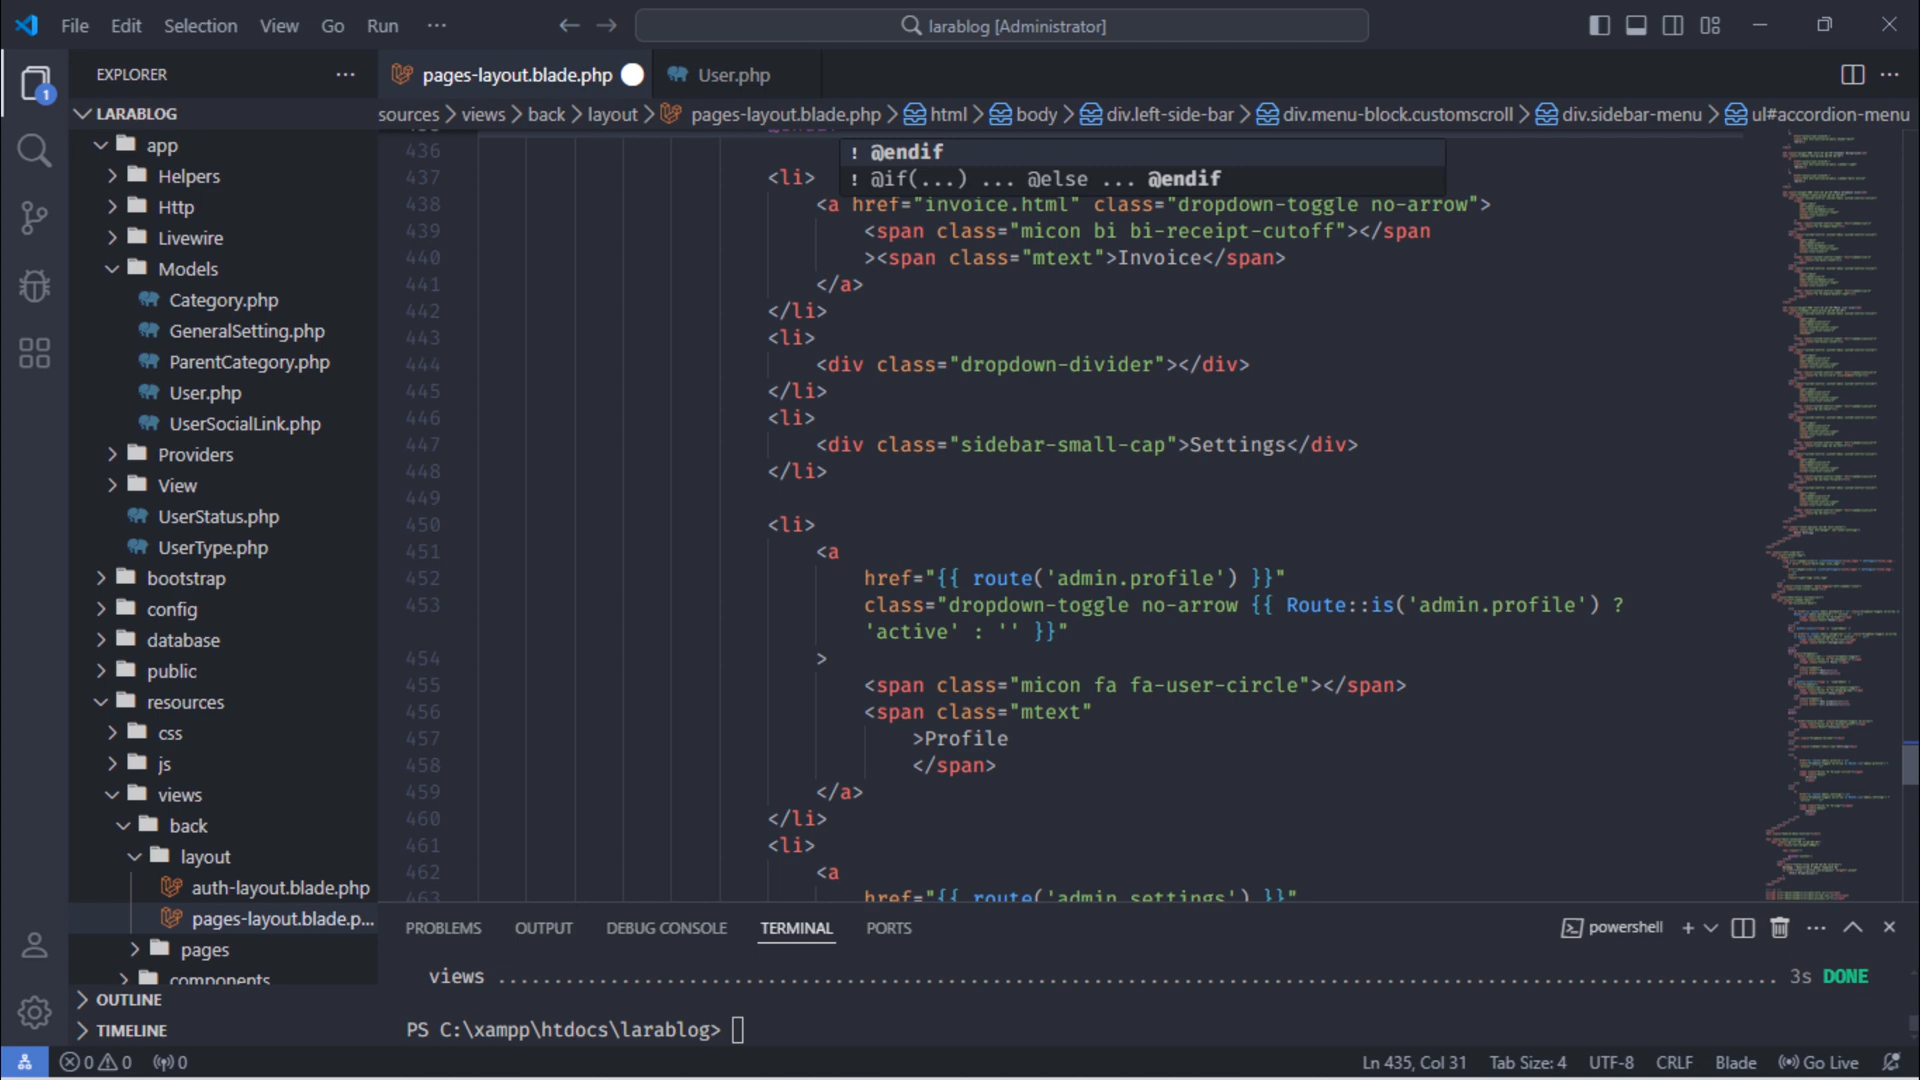 File Edit Selection View Go Run ··· larablog [Administrator]
EXPLORER ···
pages-layout.blade.php User.php ···
LARABLOG
sources > views > back > layout > pages-layout.blade.php > html > body > div.left-side-bar > div.menu-block.customscroll > div.sidebar-menu > ul#accordion-menu
app
Helpers
Http
Livewire
Models
Category.php
GeneralSetting.php
ParentCategory.php
User.php
UserSocialLink.php
Providers
View
UserStatus.php
UserType.php
bootstrap
config
database
public
resources
css
js
views
back
layout
auth-layout.blade.php
pages-layout.blade.p...
pages
components
OUTLINE
TIMELINE
435 @endif
! @endif
! @if(...) ... @else ... @endif
436
437 <li>
438 <a href="invoice.html" class="dropdown-toggle no-arrow">
439 <span class="micon bi bi-receipt-cutoff"></span
440 ><span class="mtext">Invoice</span>
441 </a>
442 </li>
443 <li>
444 <div class="dropdown-divider"></div>
445 </li>
446 <li>
447 <div class="sidebar-small-cap">Settings</div>
448 </li>
449
450 <li>
451 <a
452 href="{{ route('admin.profile') }}"
453 class="dropdown-toggle no-arrow {{ Route::is('admin.profile') ?
'active' : '' }}"
454 >
455 <span class="micon fa fa-user-circle"></span>
456 <span class="mtext"
457 >Profile
458 </span>
459 </a>
460 </li>
461 <li>
462 <a
463 href="{{ route('admin.settings') }}"
PROBLEMS OUTPUT DEBUG CONSOLE TERMINAL PORTS powershell
views ........ 3s DONE
PS C:\xampp\htdocs\larablog>
0 0 0 Ln 435, Col 31 Tab Size: 4 UTF-8 CRLF Blade Go Live
1